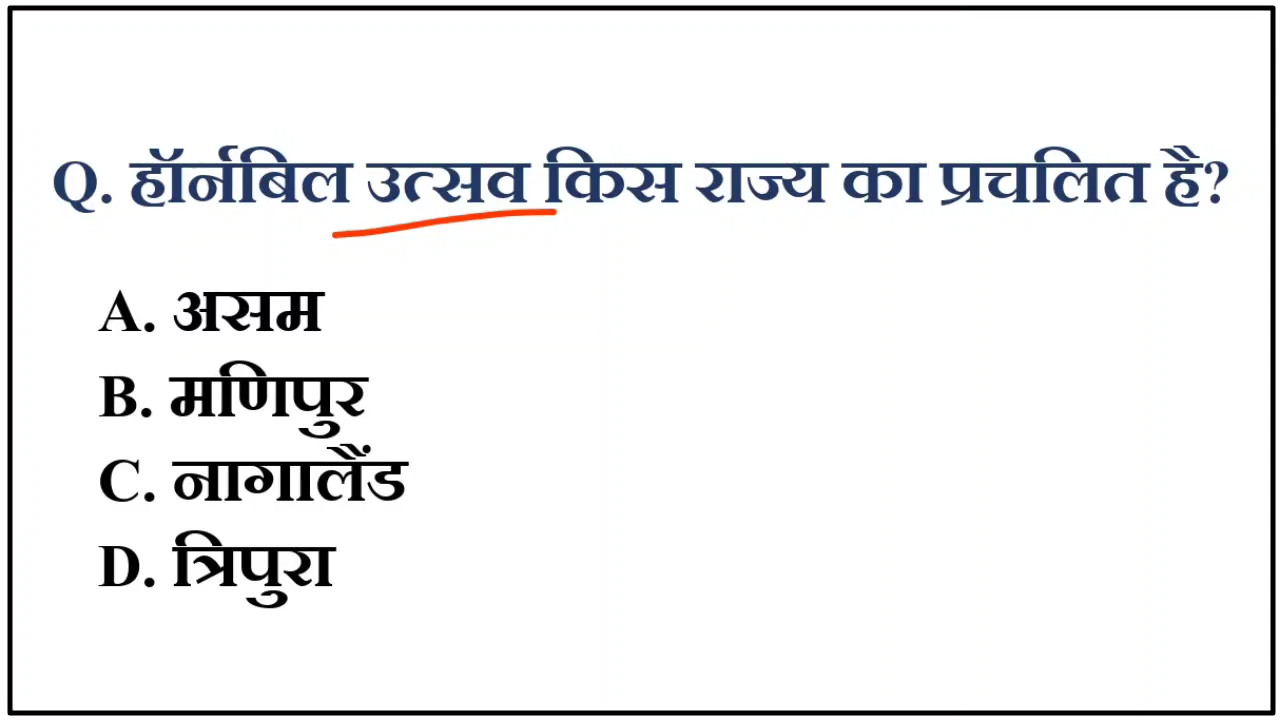 Q. हॉर्नबिल उत्सव किस राज्य का प्रचलित है?
A. असम
B. मणिपुर
C. नागालैंड
D. त्रिपुरा